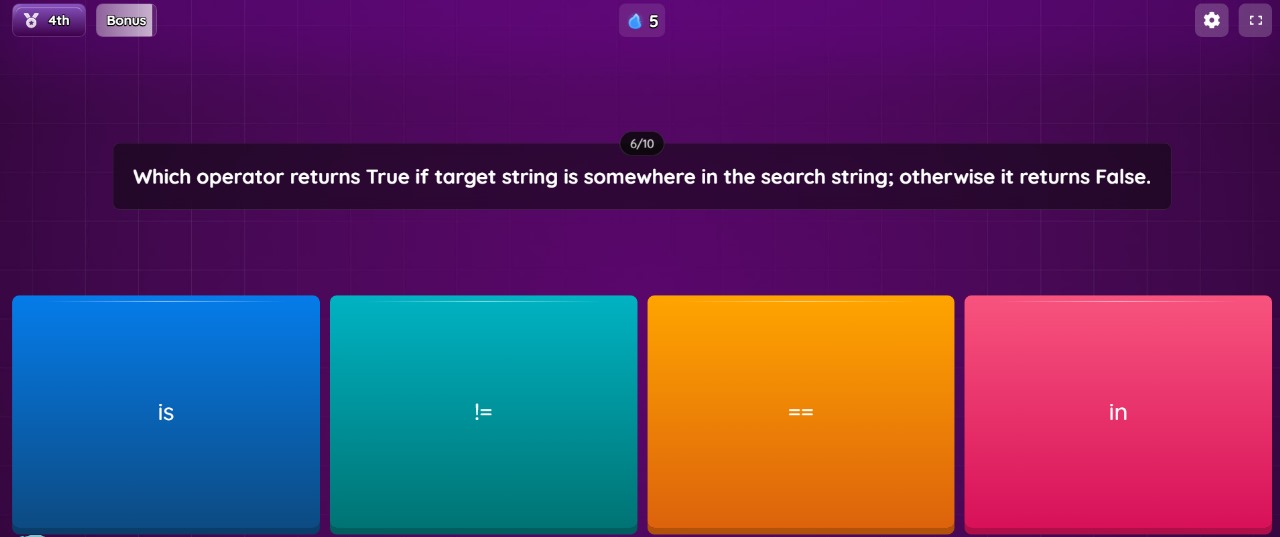 4th
Bonus
5
6/10
Which operator returns True if target string is somewhere in the search string; otherwise it returns False.
is
!=
==
in